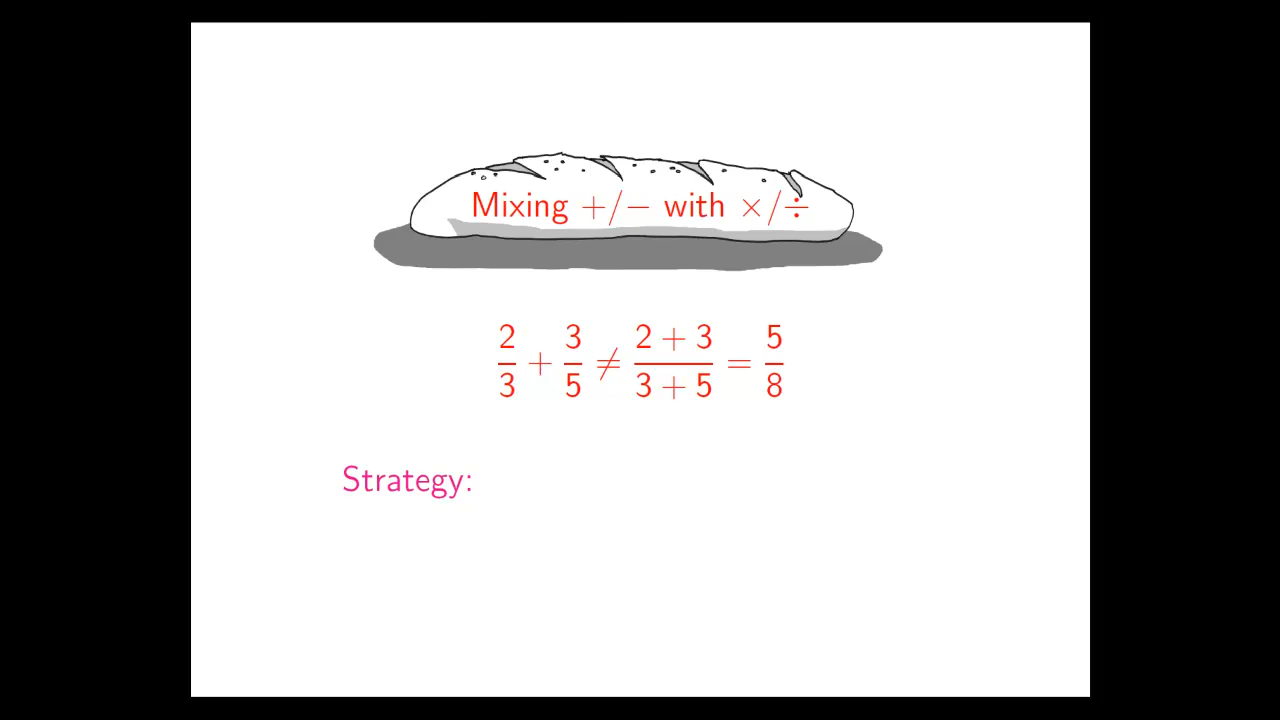 Mixing +/− with ×/÷
2/3 + 3/5 ≠ (2 + 3)/(3 + 5) = 5/8
Strategy: